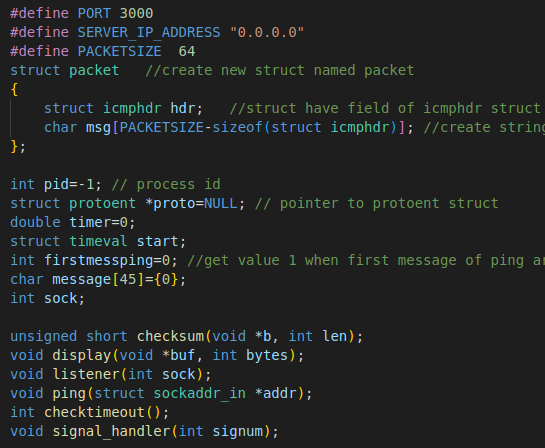 #define PORT 3000
#define SERVER_IP_ADDRESS "0.0.0.0"
#define PACKETSIZE  64
struct packet   //create new struct named packet
{
    struct icmphdr hdr;   //struct have field of icmphdr struct
    char msg[PACKETSIZE-sizeof(struct icmphdr)]; //create string
};

int pid=-1; // process id
struct protoent *proto=NULL; // pointer to protoent struct
double timer=0;
struct timeval start;
int firstmessping=0; //get value 1 when first message of ping ar
char message[45]={0};
int sock;

unsigned short checksum(void *b, int len);
void display(void *buf, int bytes);
void listener(int sock);
void ping(struct sockaddr_in *addr);
int checktimeout();
void signal_handler(int signum);